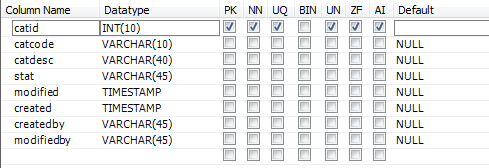 Column Name Datatype PK NN UQ BIN UN ZF AI Default
catid INT(10)
catcode VARCHAR(10) NULL
catdesc VARCHAR(40) NULL
stat VARCHAR(45) NULL
modified TIMESTAMP NULL
created TIMESTAMP NULL
createdby VARCHAR(45) NULL
modifiedby VARCHAR(45) NULL